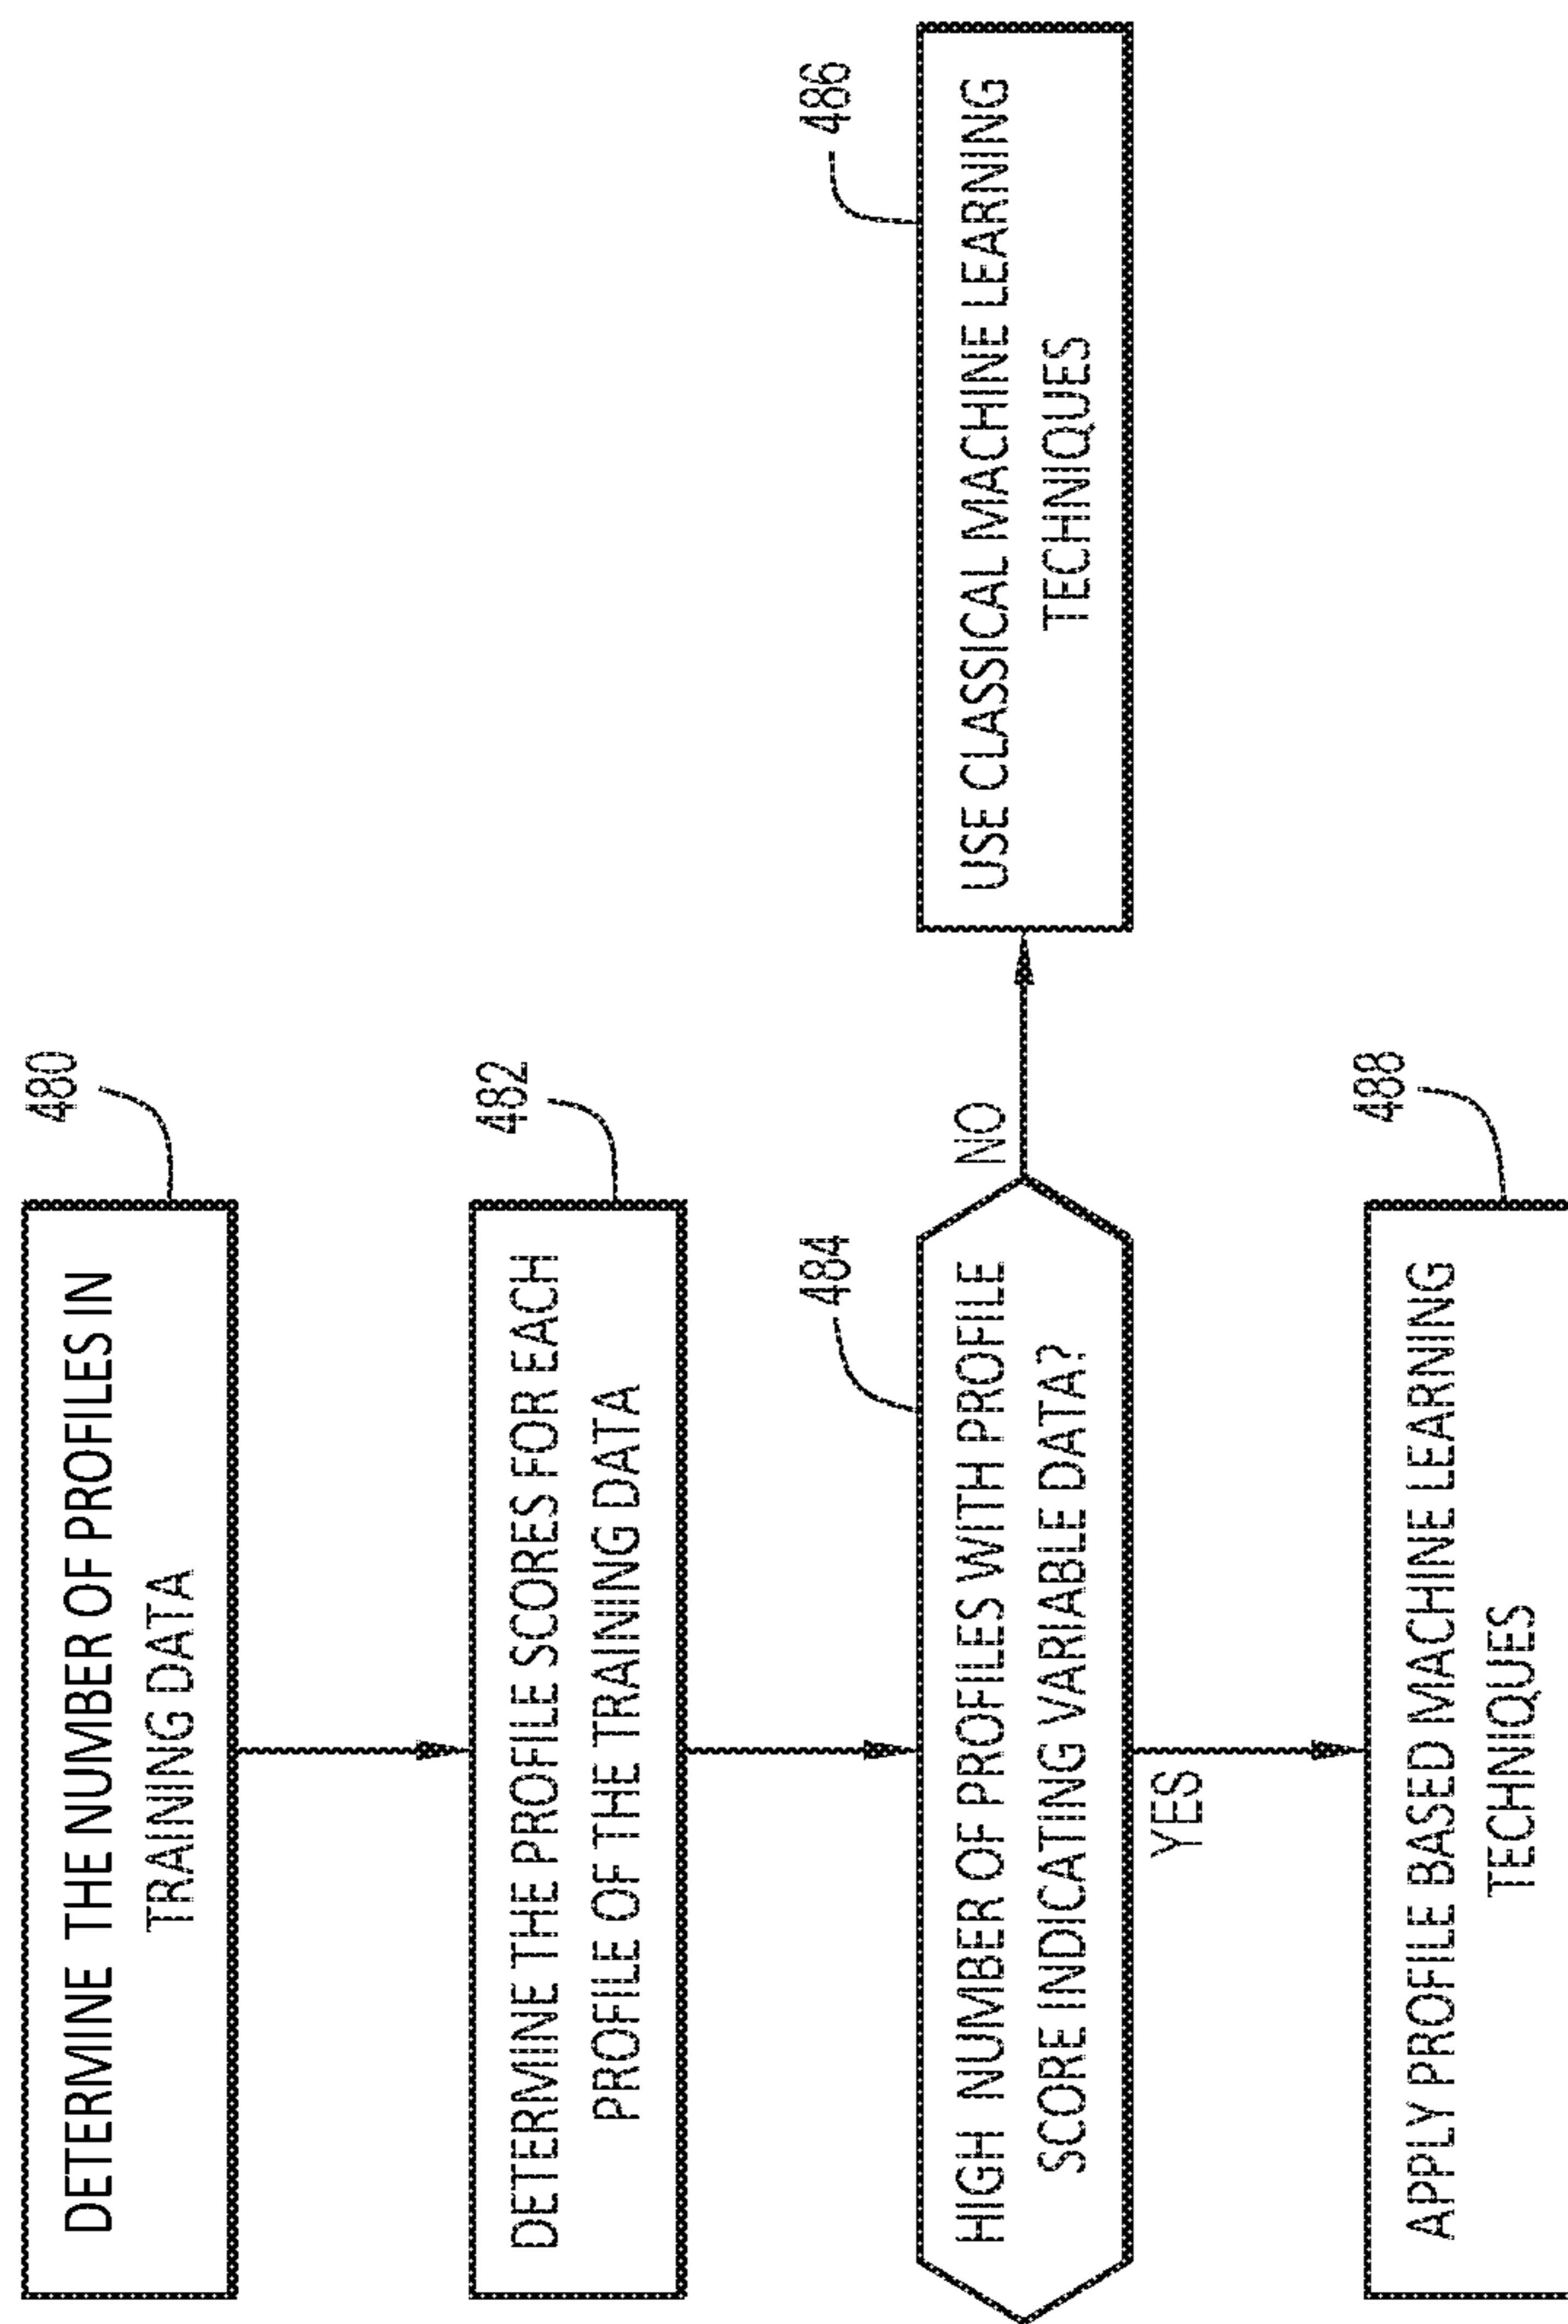 DETERMINE THE NUMBER OF PROFILES IN
TRAINING DATA
480
DETERMINE THE PROFILE SCORES FOR EACH
PROFILE OF THE TRAINING DATA
482
HIGH NUMBER OF PROFILES WITH PROFILE
SCORE INDICATING VARIABLE DATA?
484
NO
USE CLASSICAL MACHINE LEARNING
TECHNIQUES
486
YES
APPLY PROFILE BASED MACHINE LEARNING
TECHNIQUES
488